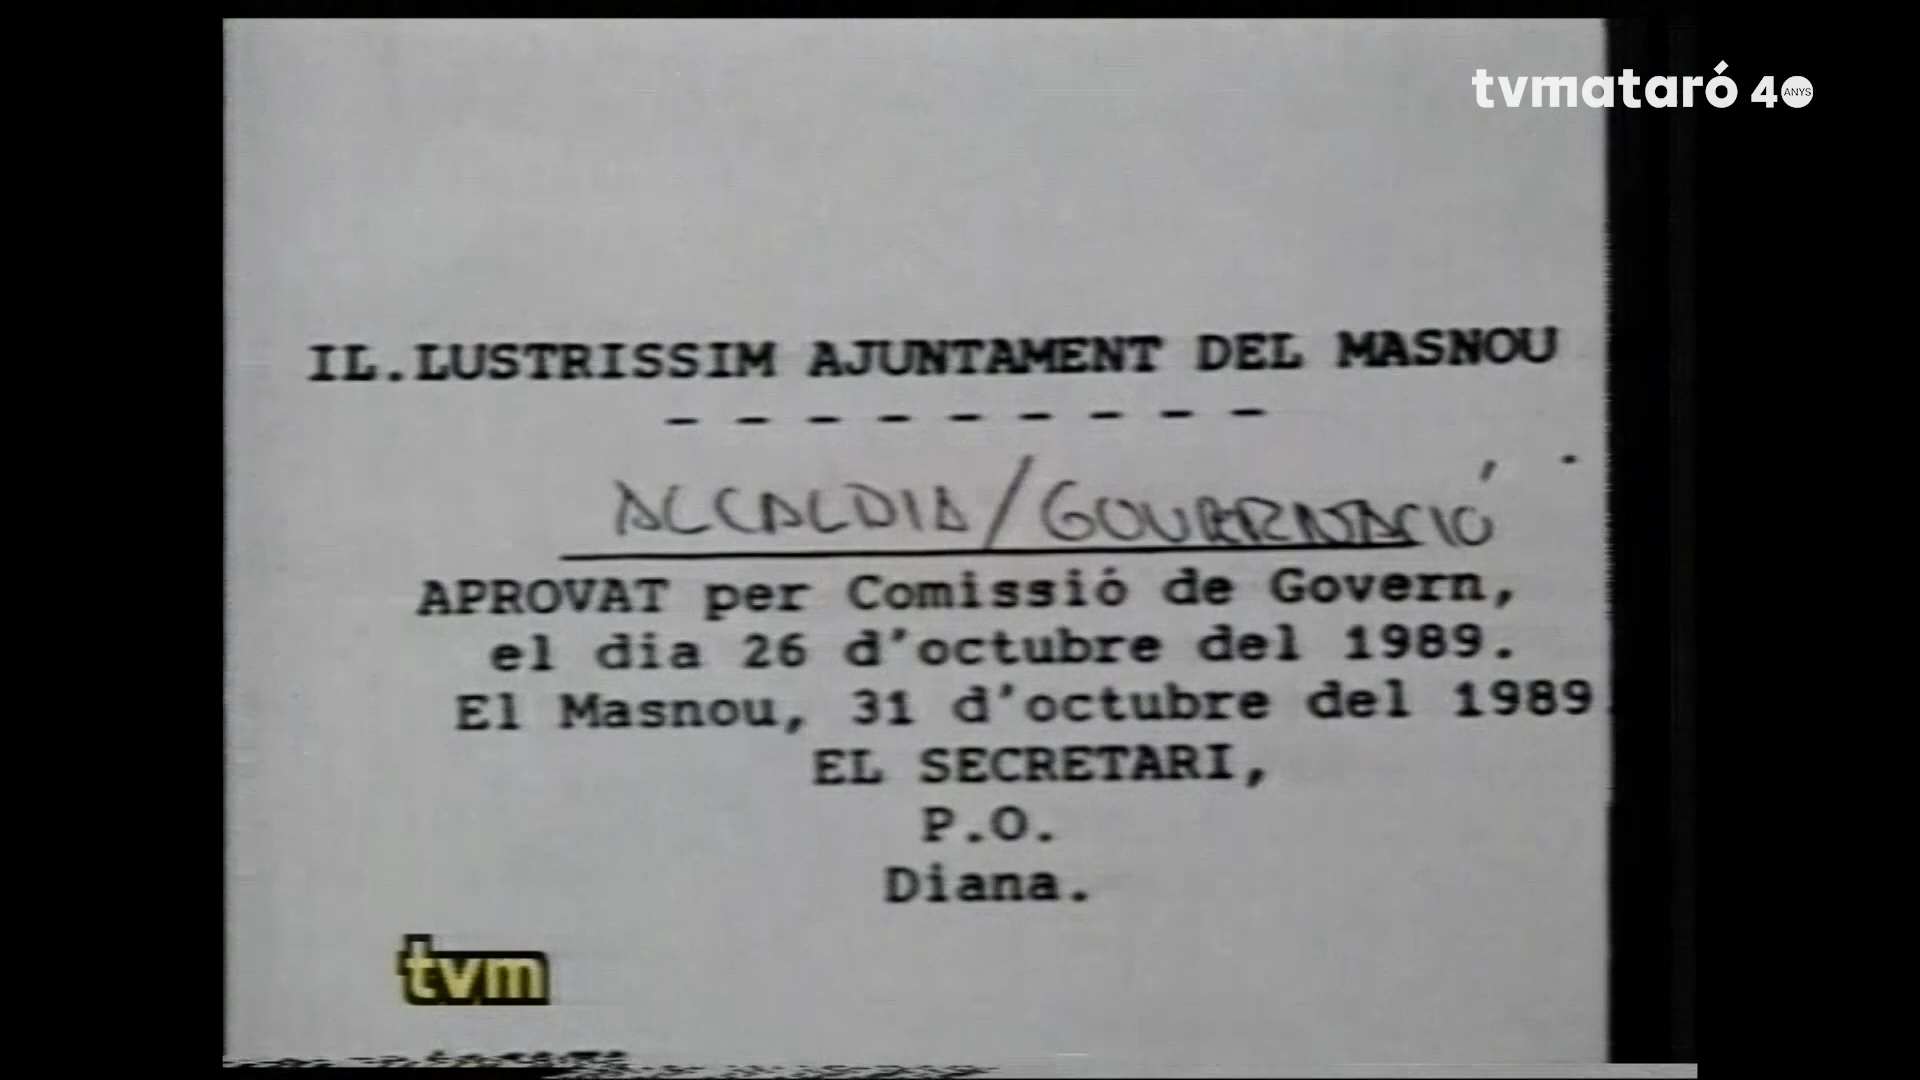 tvmataró 40 ANYS
IL.LUSTRISSIM AJUNTAMENT DEL MASNOU
- - - - - - - - -
ALCALDIA/GOVERNACIÓ
APROVAT per Comissió de Govern,
el dia 26 d'octubre del 1989.
El Masnou, 31 d'octubre del 1989.
EL SECRETARI,
P.O.
Diana.
tvm